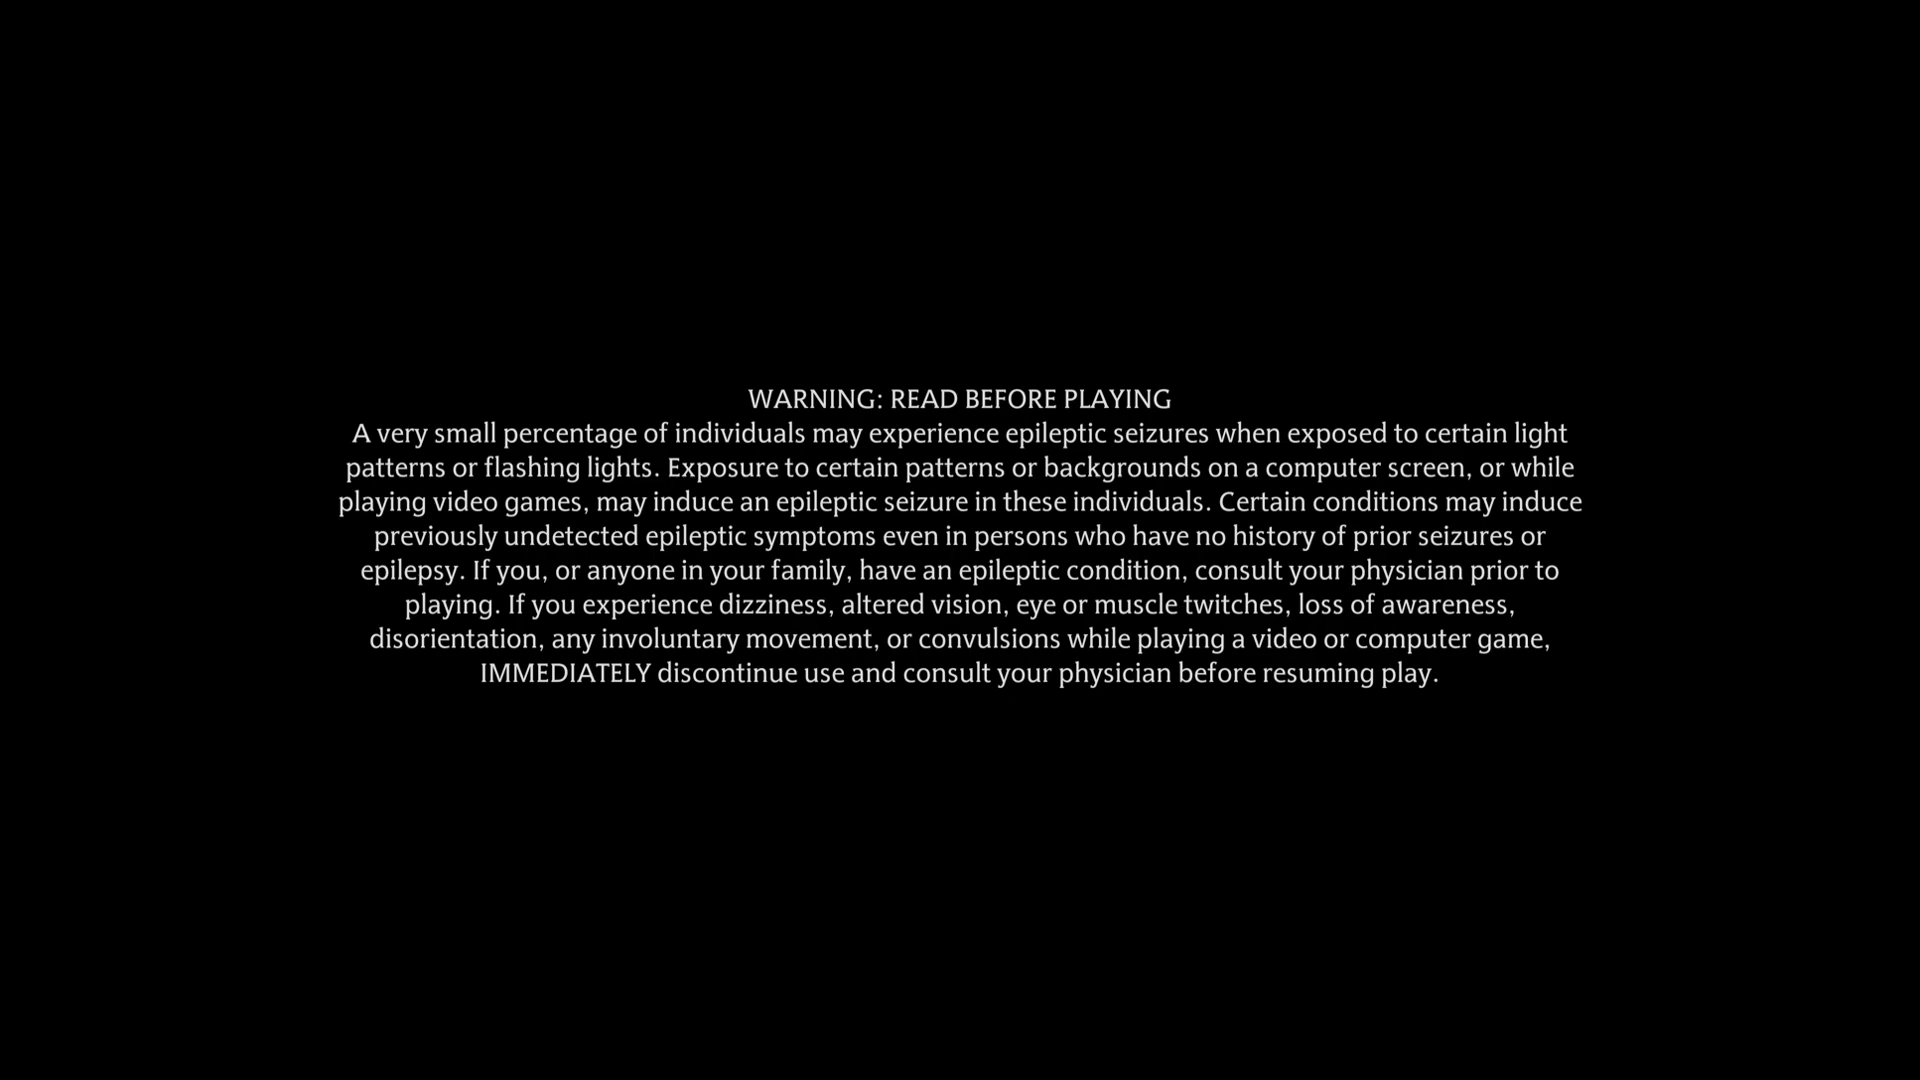 WARNING: READ BEFORE PLAYING
A very small percentage of individuals may experience epileptic seizures when exposed to certain light
patterns or flashing lights. Exposure to certain patterns or backgrounds on a computer screen, or while
playing video games, may induce an epileptic seizure in these individuals. Certain conditions may induce
previously undetected epileptic symptoms even in persons who have no history of prior seizures or
epilepsy. If you, or anyone in your family, have an epileptic condition, consult your physician prior to
playing. If you experience dizziness, altered vision, eye or muscle twitches, loss of awareness,
disorientation, any involuntary movement, or convulsions while playing a video or computer game,
IMMEDIATELY discontinue use and consult your physician before resuming play.